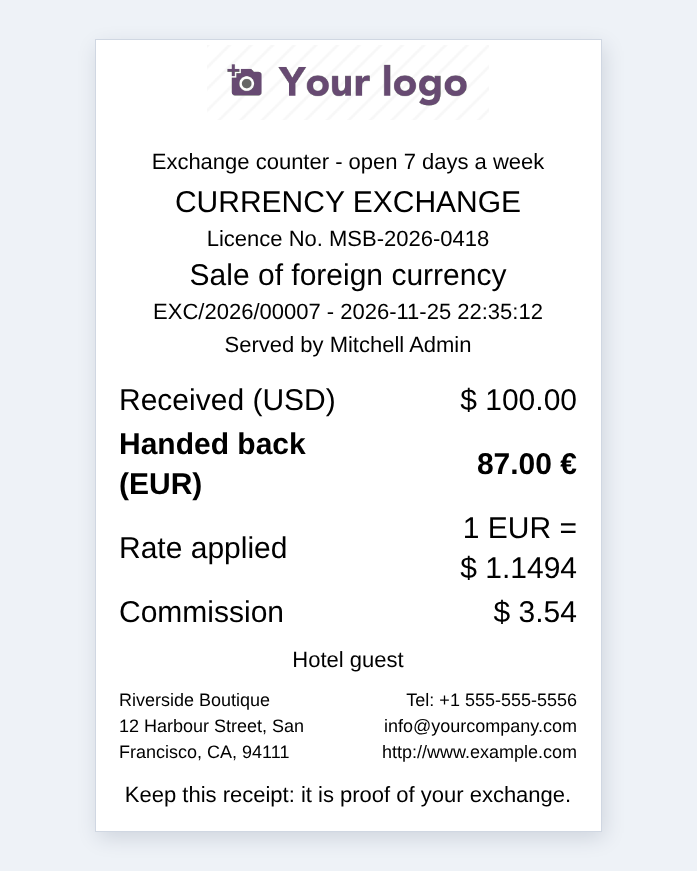 Your logo
Exchange counter - open 7 days a week
CURRENCY EXCHANGE
Licence No. MSB-2026-0418
Sale of foreign currency
EXC/2026/00007 - 2026-11-25 22:35:12
Served by Mitchell Admin
Received (USD) $ 100.00
Handed back
(EUR) 87.00 €
Rate applied 1 EUR =
$ 1.1494
Commission $ 3.54
Hotel guest
Riverside Boutique Tel: +1 555-555-5556
12 Harbour Street, San info@yourcompany.com
Francisco, CA, 94111 http://www.example.com
Keep this receipt: it is proof of your exchange.